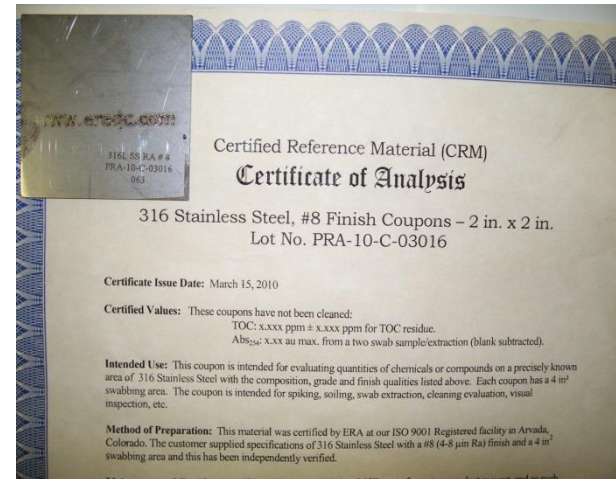 www.eraqc.com
316L SS RA # 8
PRA-10-C-03016
063
Certified Reference Material (CRM)
Certificate of Analysis
316 Stainless Steel, #8 Finish Coupons – 2 in. x 2 in.
Lot No. PRA-10-C-03016
Certificate Issue Date: March 15, 2010
Certified Values: These coupons have not been cleaned:
TOC: x.xxx ppm ± x.xxx ppm for TOC residue.
Abs₂₅₄: x.xx au max. from a two swab sample/extraction (blank subtracted).
Intended Use: This coupon is intended for evaluating quantities of chemicals or compounds on a precisely known
area of 316 Stainless Steel with the composition, grade and finish qualities listed above. Each coupon has a 4 in²
swabbing area. The coupon is intended for spiking, soiling, swab extraction, cleaning evaluation, visual
inspection, etc.
Method of Preparation: This material was certified by ERA at our ISO 9001 Registered facility in Arvada,
Colorado. The customer supplied specifications of 316 Stainless Steel with a #8 (4-8 µin Ra) finish and a 4 in²
swabbing area and this has been independently verified.